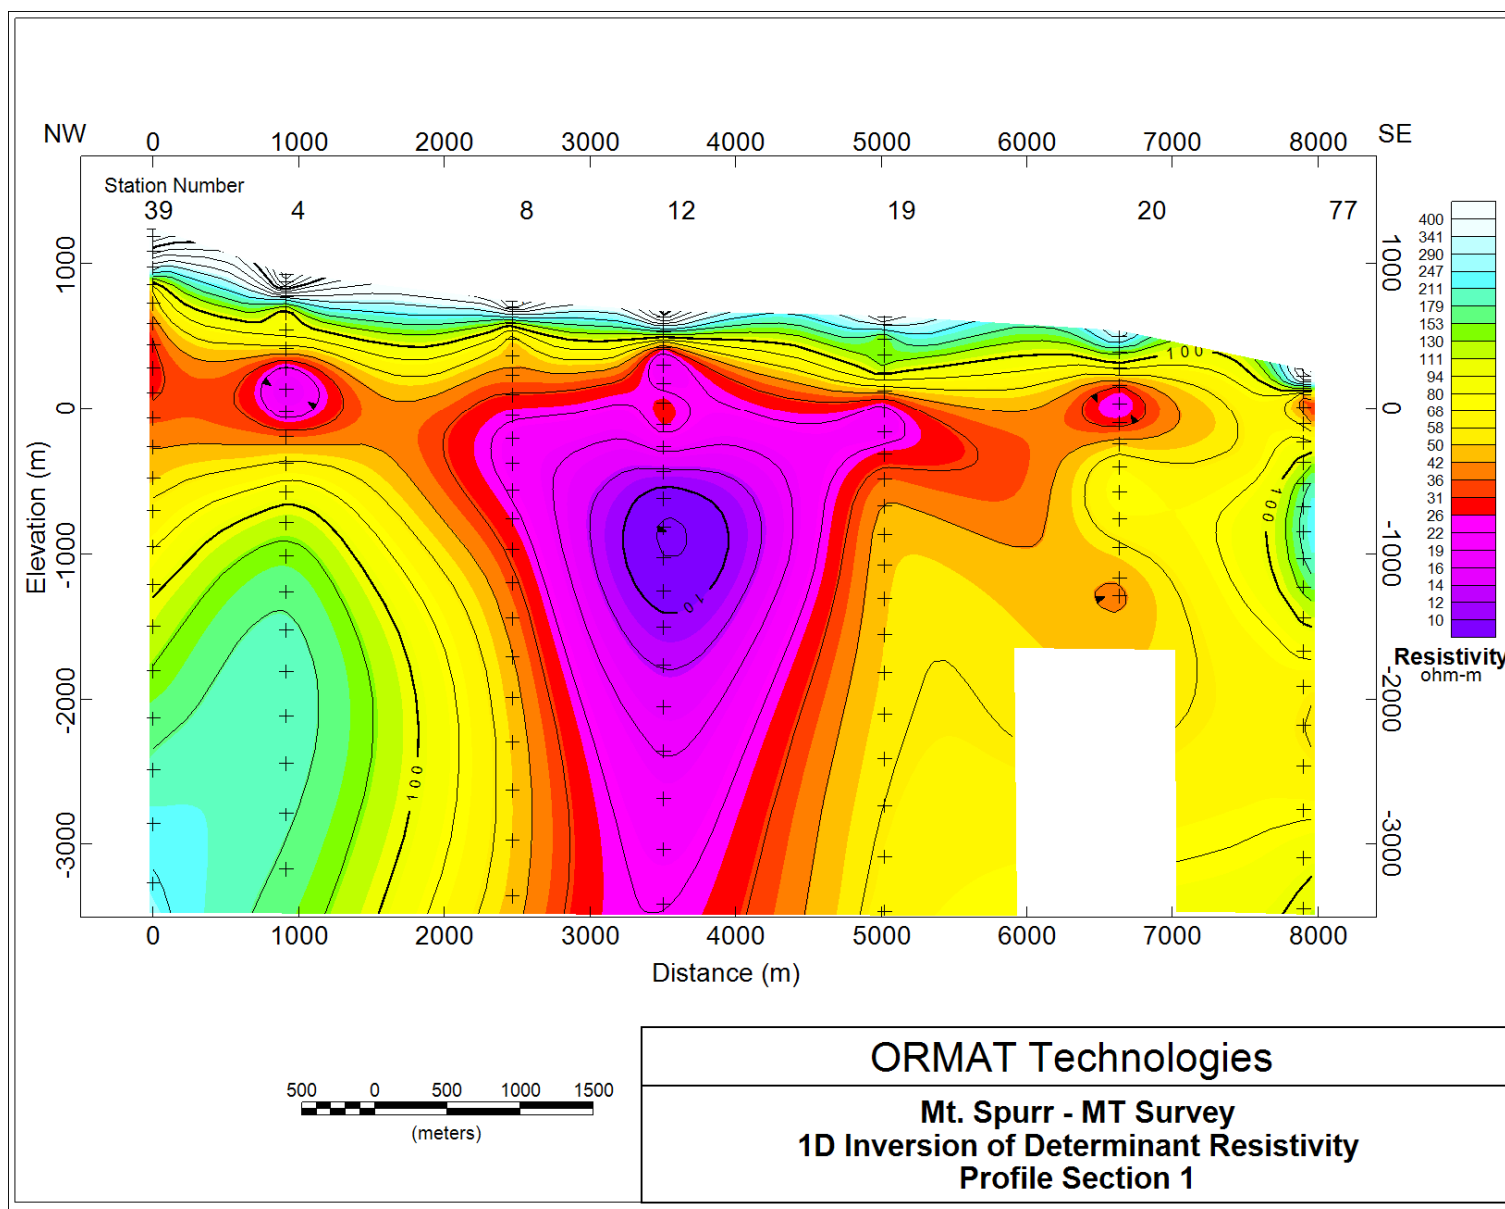 NW 0 1000 2000 3000 4000 5000 6000 7000 8000 SE
Station Number
39 4 8 12 19 20 77
1000
0
-1000
-2000
-3000
Elevation (m)
1000
0
-1000
-2000
-3000
100
100
100
10
400
341
290
247
211
179
153
130
111
94
80
68
58
50
42
36
31
26
22
19
16
14
12
10
Resistivity
ohm-m
0 1000 2000 3000 4000 5000 6000 7000 8000
Distance (m)
500 0 500 1000 1500
(meters)
ORMAT Technologies
Mt. Spurr - MT Survey
1D Inversion of Determinant Resistivity
Profile Section 1